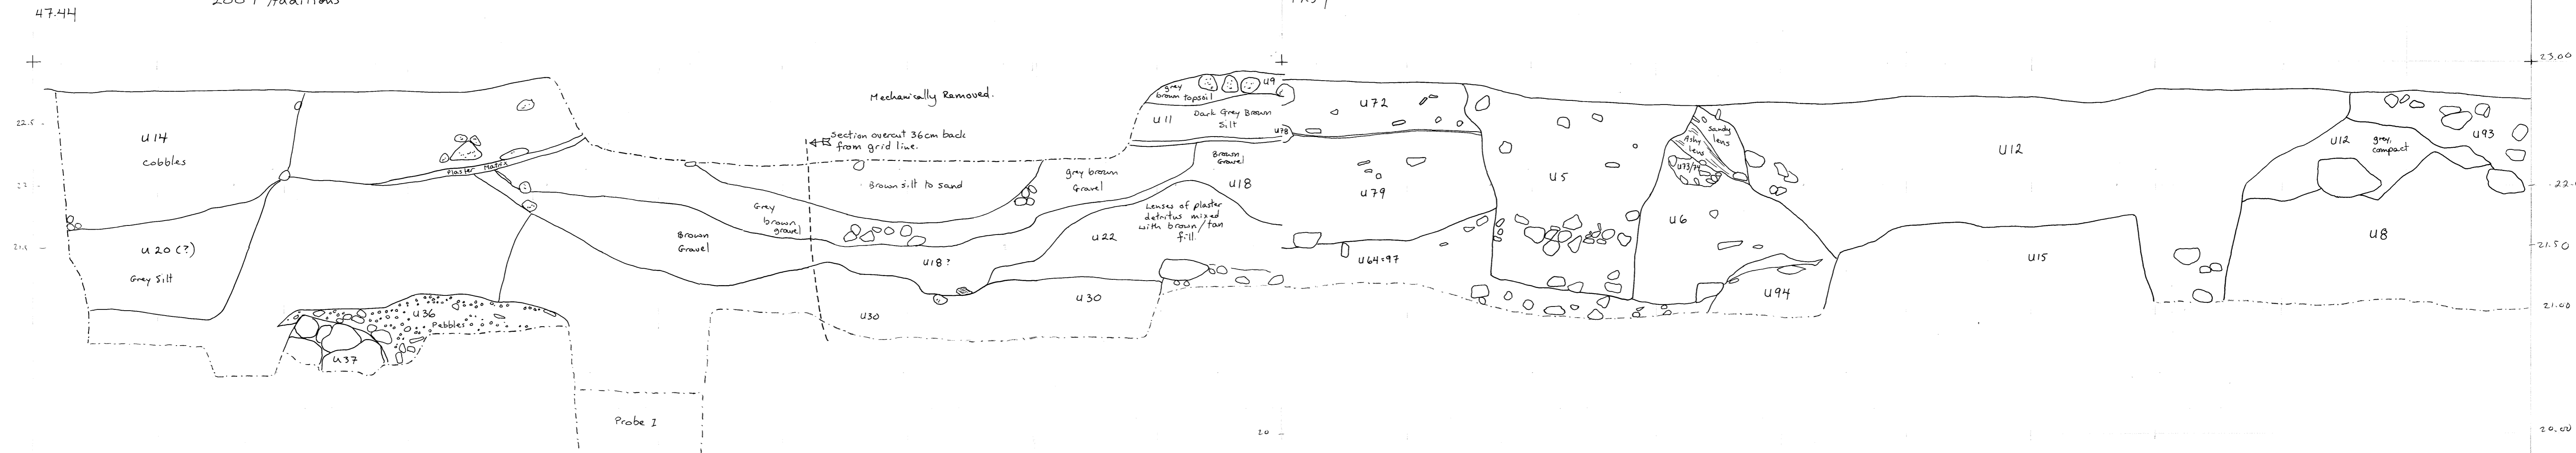 47.44
23.00
22.5
Mechanically Removed.
Section overcut 36cm back
from grid line.
U14
Cobbles
Plaster Matrix
grey
brown topsoil
U9
U11
Dark Grey Brown
Silt
U78
U72
Brown
Gravel
U18
grey brown
Gravel
Brown silt to sand
Grey
brown
gravel
Brown
Gravel
U20(?)
Grey Silt
U18?
U22
Lenses of plaster
detritus mixed
with brown/tan
fill.
U79
U64=97
U5
Sandy
lens
Ashy
lens
U73/74
U6
U94
U12
U15
U12
grey,
compact
U93
U8
21.50
21.00
U30
U30
U36
Pebbles
U37
Probe I
20
20.00